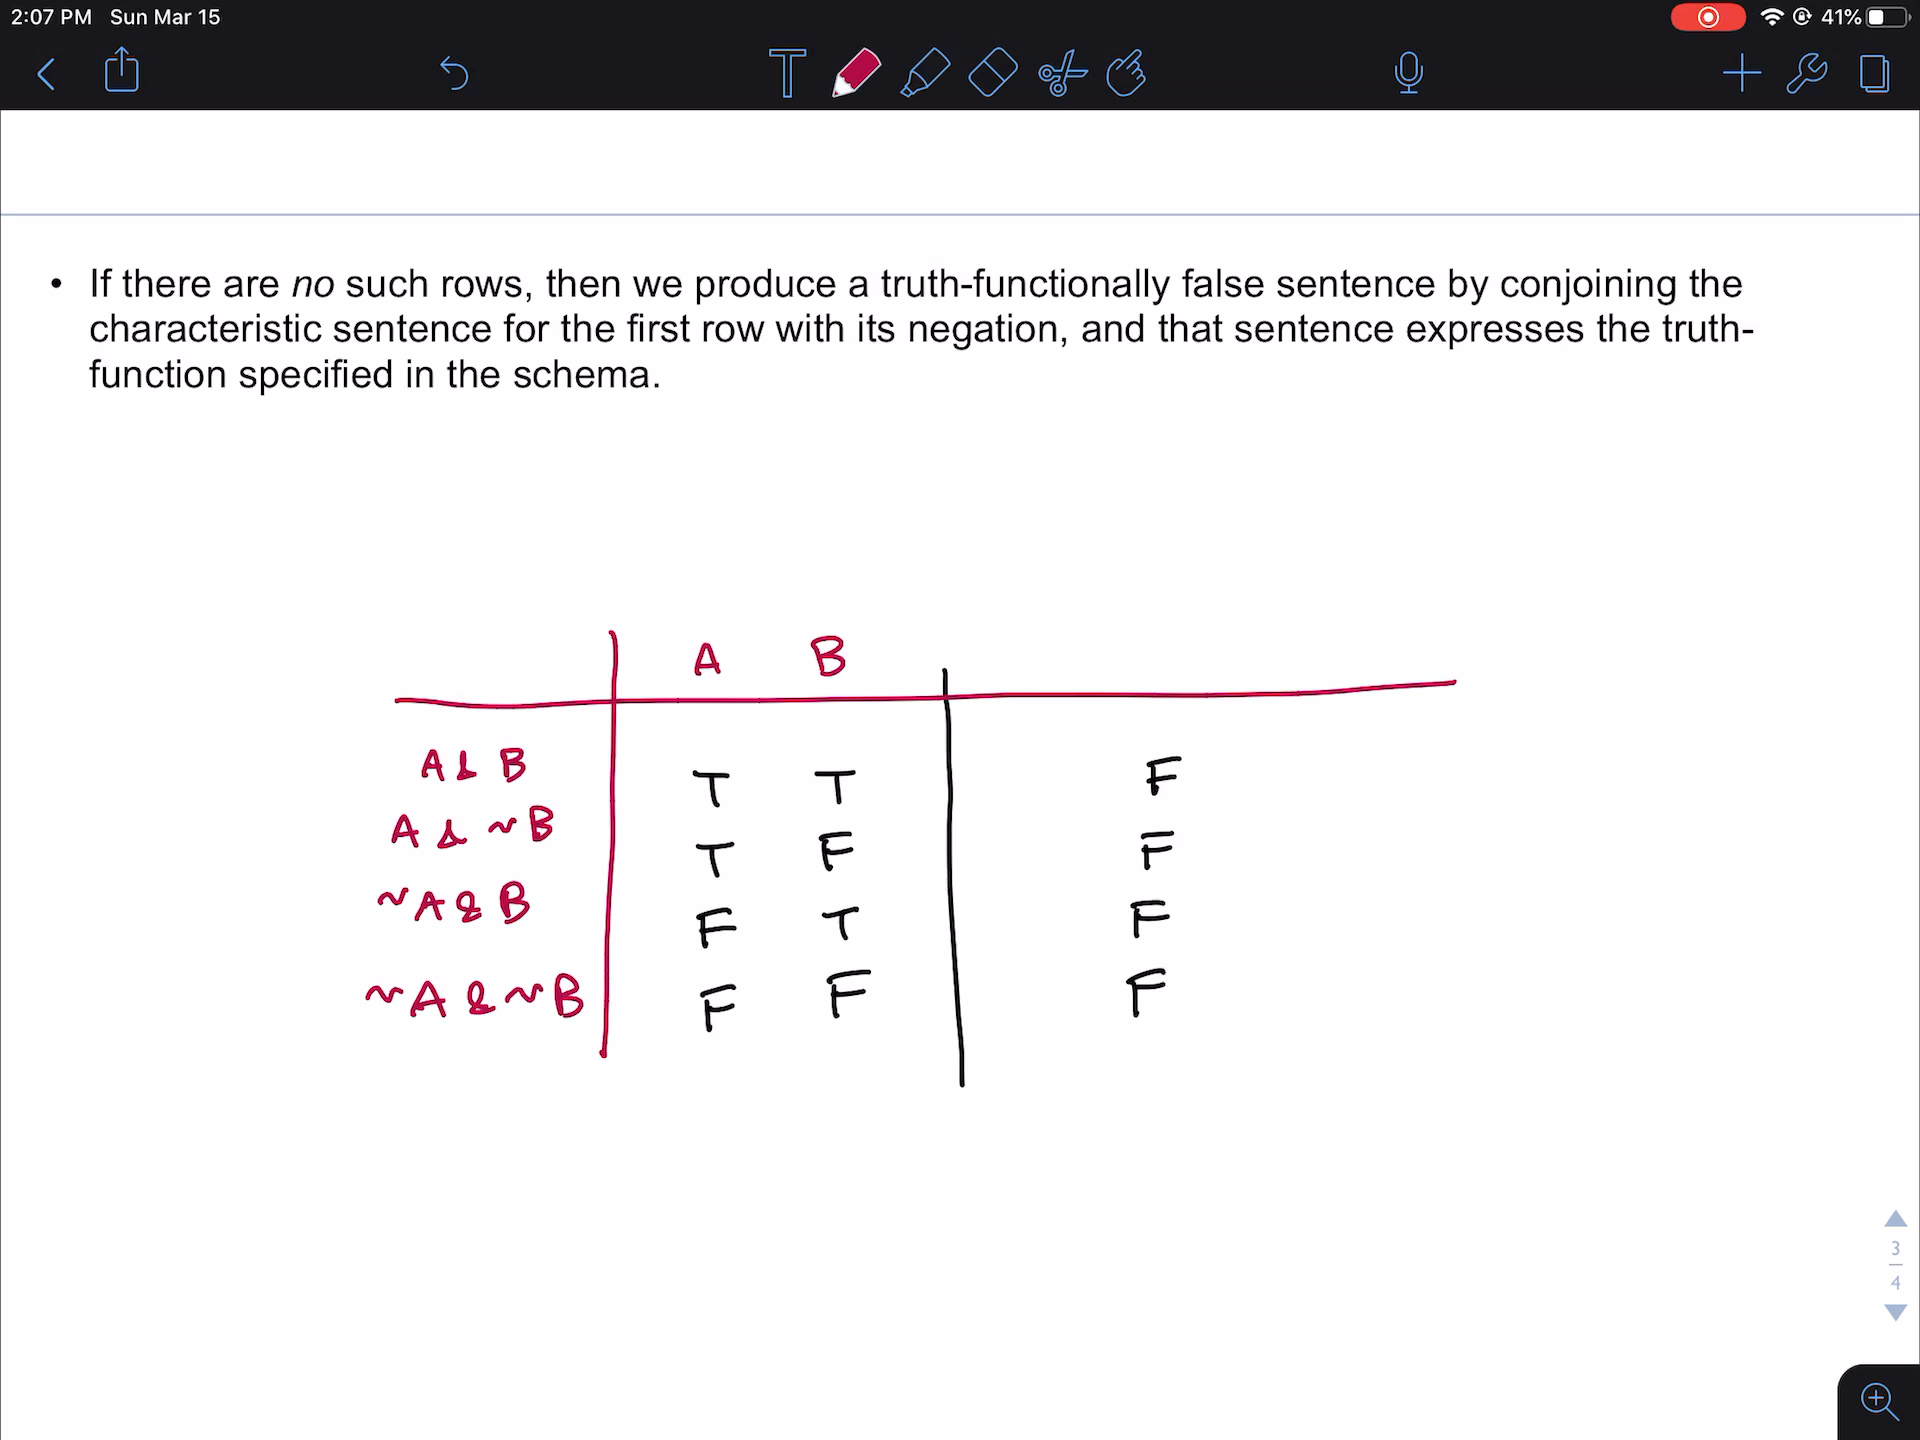 2:07 PM Sun Mar 15
41%
T
• If there are no such rows, then we produce a truth-functionally false sentence by conjoining the
characteristic sentence for the first row with its negation, and that sentence expresses the truth-
function specified in the schema.
A B
A & B T T F
A & ~B T F F
~A & B F T F
~A & ~B F F F
3
4